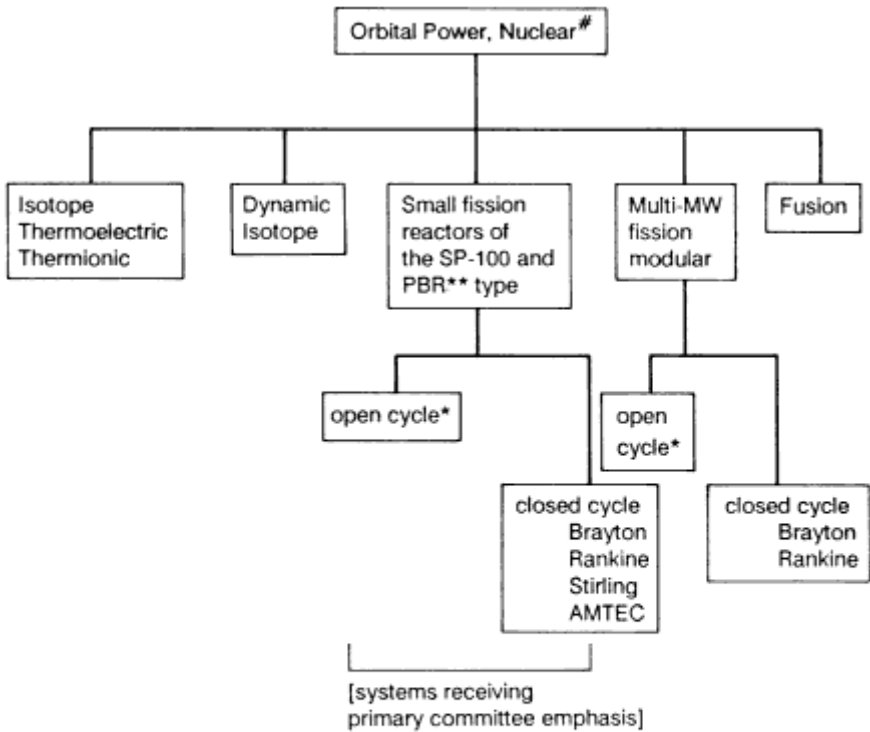 Orbital Power, Nuclear#
Isotope
Thermoelectric
Thermionic
Dynamic
Isotope
Small fission
reactors of
the SP-100 and
PBR** type
Multi-MW
fission
modular
Fusion
open cycle*
closed cycle
Brayton
Rankine
Stirling
AMTEC
open
cycle*
closed cycle
Brayton
Rankine
[systems receiving
primary committee emphasis]